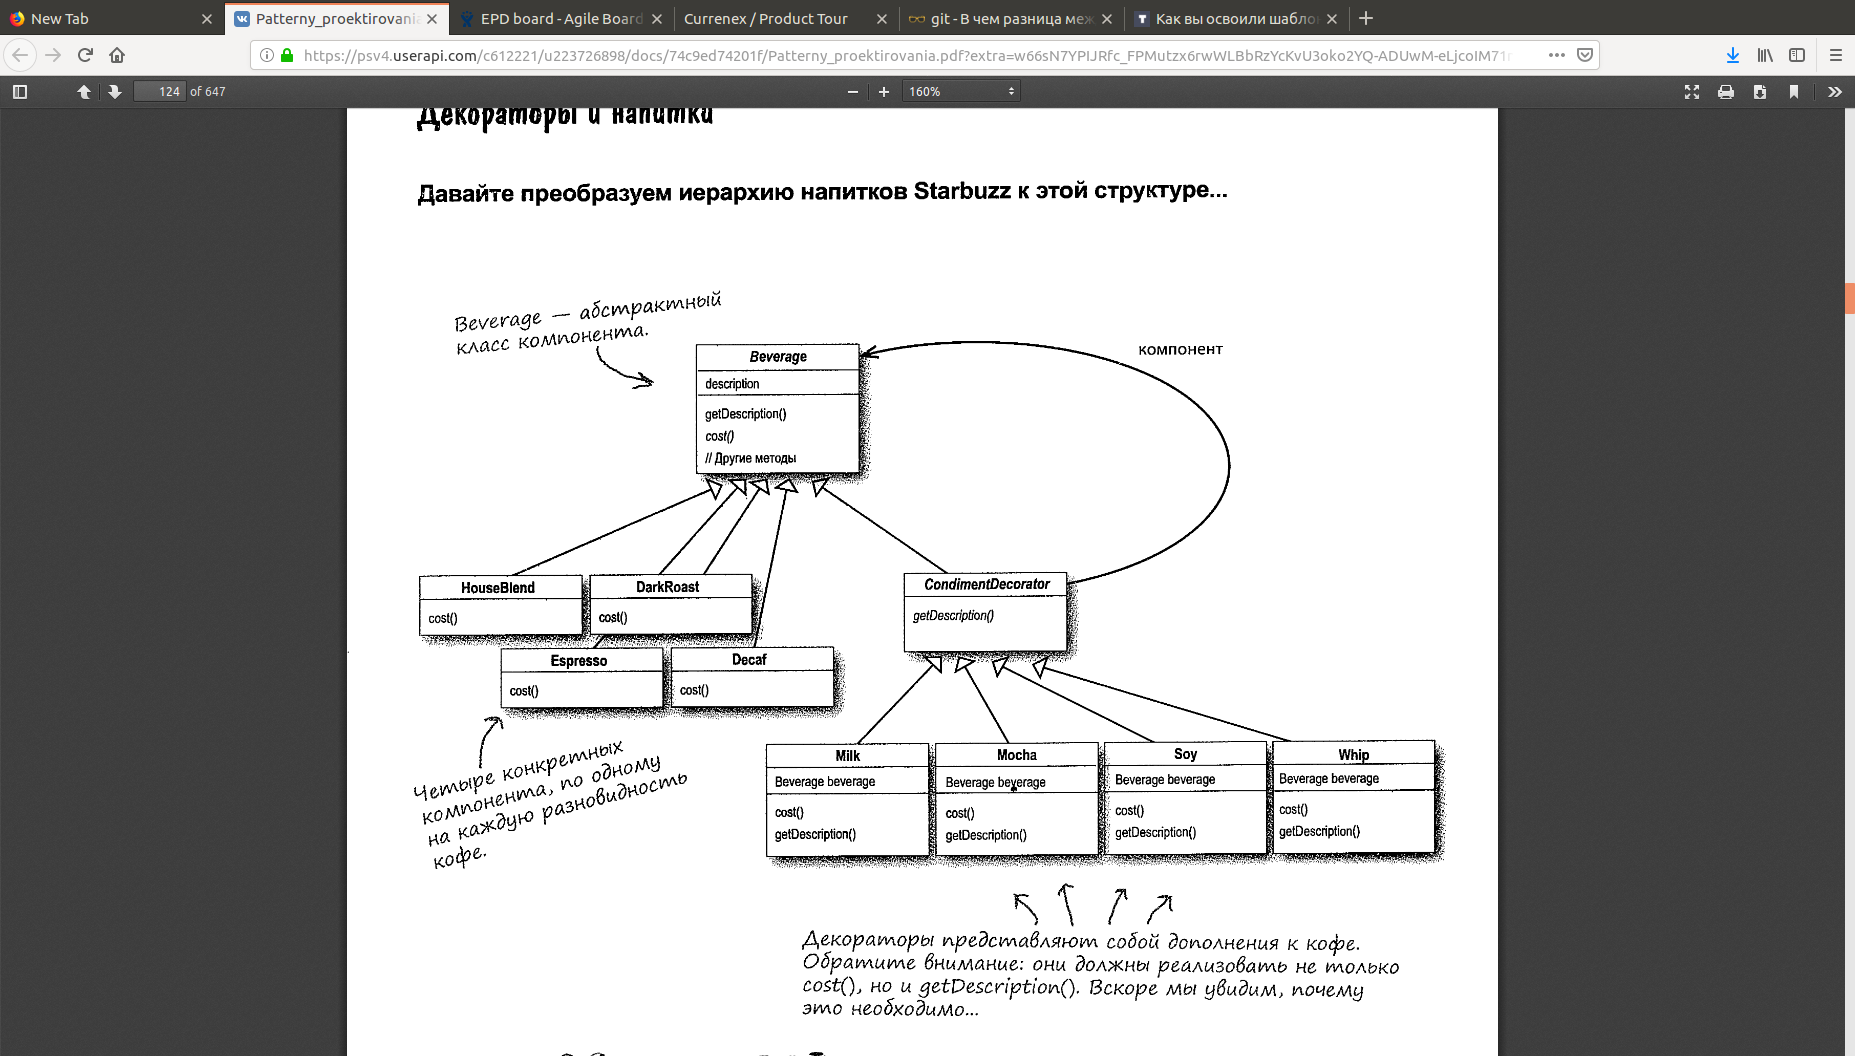 New Tab
Patterny_proektirovania
EPD board - Agile Board
Currenex / Product Tour
git - В чем разница меж
Как вы освоили шабло
https://psv4.userapi.com/c612221/u223726898/docs/74c9ed74201f/Patterny_proektirovania.pdf?extra=w66sN7YPIJRfc_FPMutzx6rwWLBbRzYcKvU3oko2YQ-ADUwM-eLjcoIM71r
124 of 647
160%
Декораторы и напитки
Давайте преобразуем иерархию напитков Starbuzz к этой структуре...
Beverage — абстрактный
класс компонента.
компонент
Beverage
description
getDescription()
cost()
// Другие методы
HouseBlend
cost()
DarkRoast
cost()
CondimentDecorator
getDescription()
Espresso
cost()
Decaf
cost()
Четыре конкретных
компонента, по одному
на каждую разновидность
кофе.
Milk
Beverage beverage
cost()
getDescription()
Mocha
Beverage beverage
cost()
getDescription()
Soy
Beverage beverage
cost()
getDescription()
Whip
Beverage beverage
cost()
getDescription()
Декораторы представляют собой дополнения к кофе.
Обратите внимание: они должны реализовать не только
cost(), но и getDescription(). Вскоре мы увидим, почему
это необходимо...